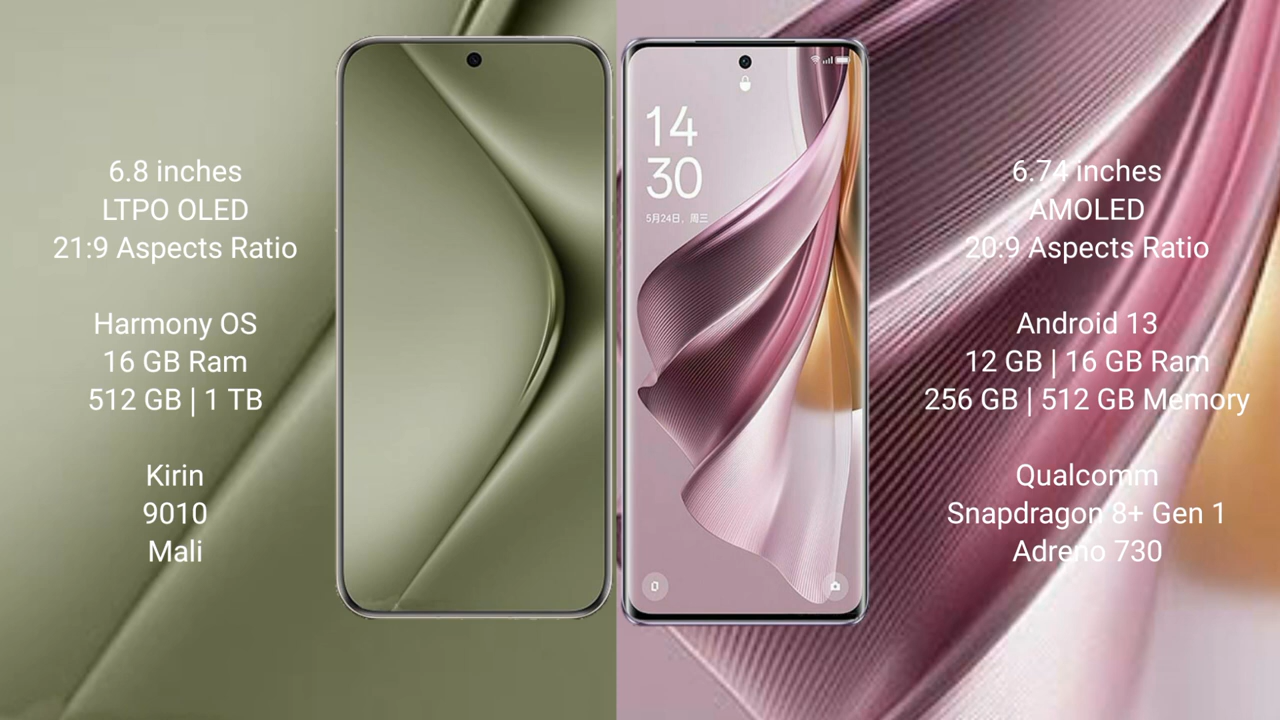 6.8 inches
LTPO OLED
21:9 Aspects Ratio
Harmony OS
16 GB Ram
512 GB | 1 TB
Kirin
9010
Mali
14
30
5月24日，周三
6.74 inches
AMOLED
20:9 Aspects Ratio
Android 13
12 GB | 16 GB Ram
256 GB | 512 GB Memory
Qualcomm
Snapdragon 8+ Gen 1
Adreno 730